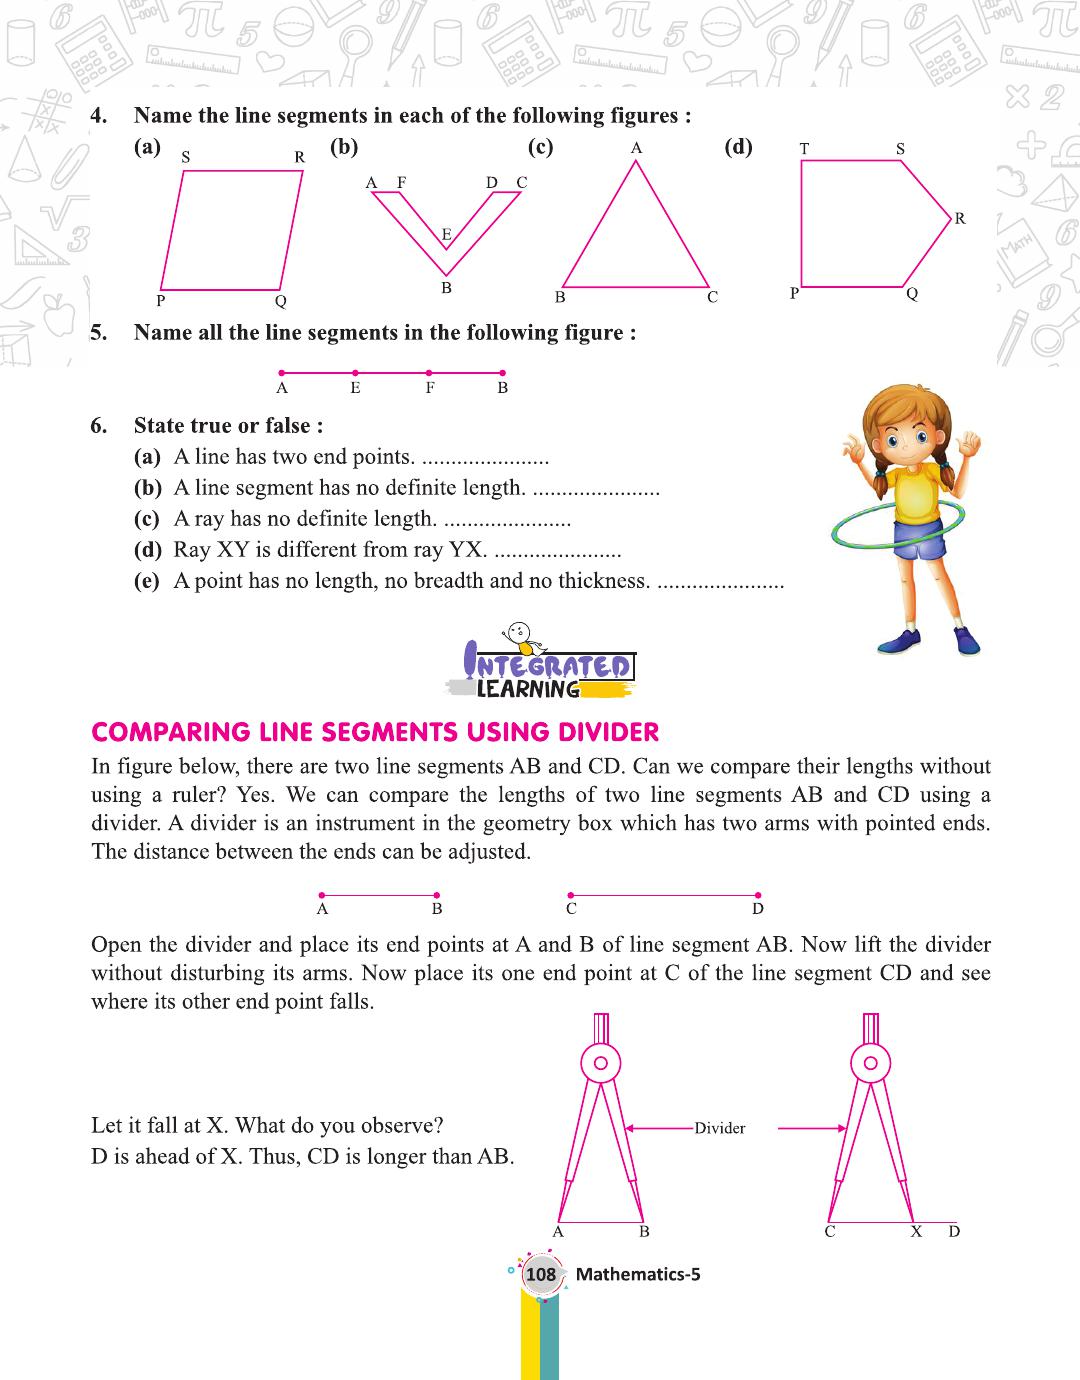 4. Name the line segments in each of the following figures :
(a) (b) (c) (d)
S R
P Q
A F D C
E
B
A
B C
T S
R
P Q
5. Name all the line segments in the following figure :
A E F B
6. State true or false :
(a) A line has two end points. ......................
(b) A line segment has no definite length. ......................
(c) A ray has no definite length. ......................
(d) Ray XY is different from ray YX. ......................
(e) A point has no length, no breadth and no thickness. ......................
INTEGRATED
LEARNING
COMPARING LINE SEGMENTS USING DIVIDER
In figure below, there are two line segments AB and CD. Can we compare their lengths without
using a ruler? Yes. We can compare the lengths of two line segments AB and CD using a
divider. A divider is an instrument in the geometry box which has two arms with pointed ends.
The distance between the ends can be adjusted.
A B C D
Open the divider and place its end points at A and B of line segment AB. Now lift the divider
without disturbing its arms. Now place its one end point at C of the line segment CD and see
where its other end point falls.
Let it fall at X. What do you observe?
D is ahead of X. Thus, CD is longer than AB.
Divider
A B C X D
108 Mathematics-5